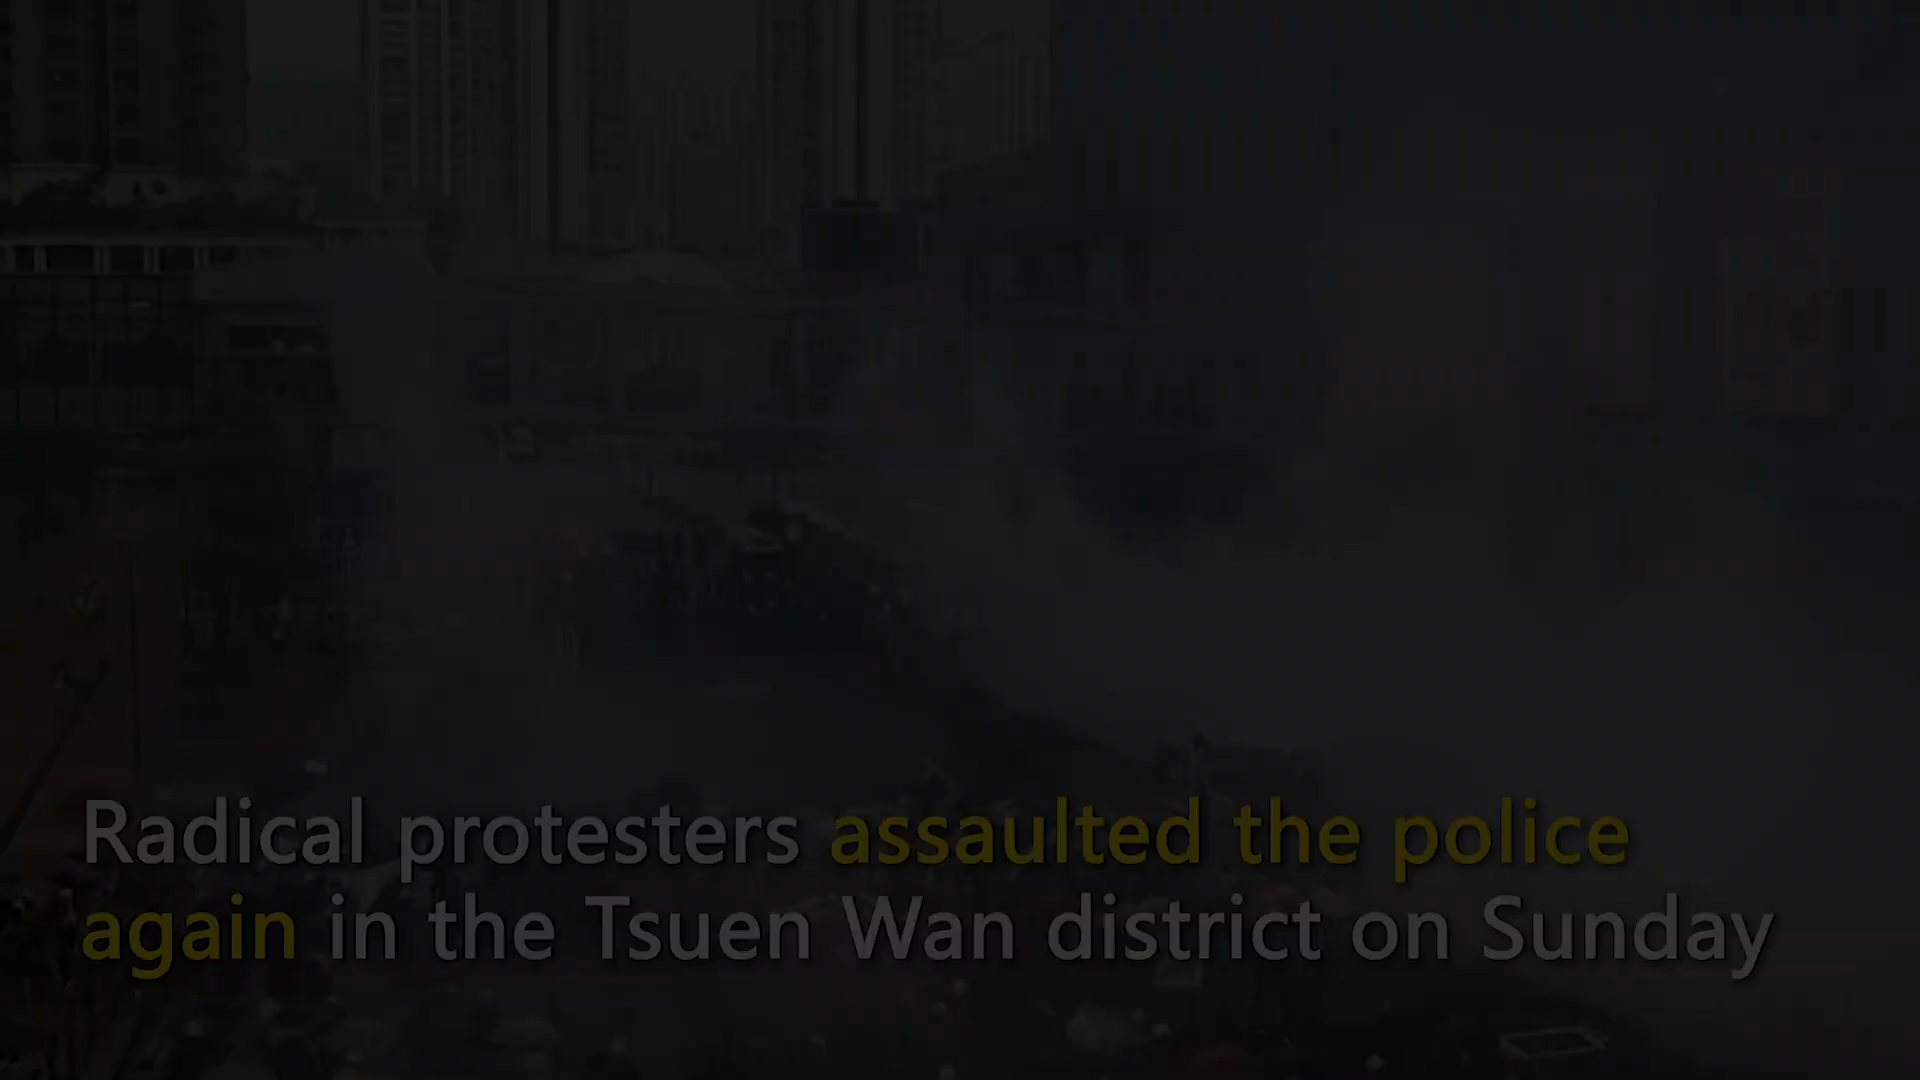 Radical protesters assaulted the police
again in the Tsuen Wan district on Sunday